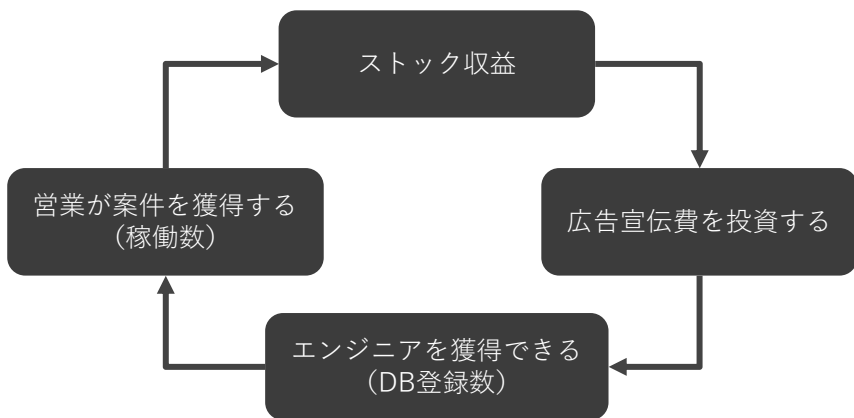 ストック収益
営業が案件を獲得する
（稼働数）
広告宣伝費を投資する
エンジニアを獲得できる
（DB登録数）